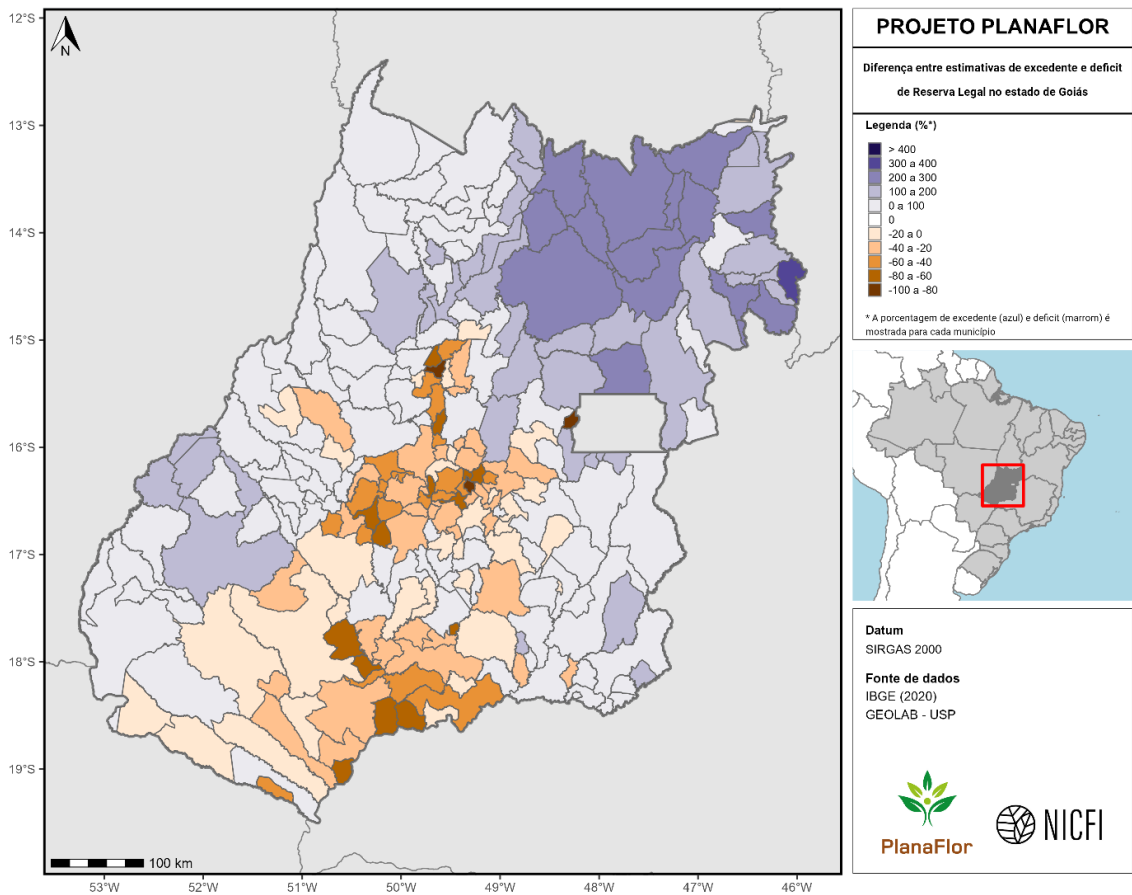 PROJETO PLANAFLOR
Diferença entre estimativas de excedente e deficit
de Reserva Legal no estado de Goiás
Legenda (%*)
> 400
300 a 400
200 a 300
100 a 200
0 a 100
0
-20 a 0
-40 a -20
-60 a -40
-80 a -60
-100 a -80
* A porcentagem de excedente (azul) e deficit (marrom) é
mostrada para cada município
Datum
SIRGAS 2000
Fonte de dados
IBGE (2020)
GEOLAB - USP
PlanaFlor
NICFI
N
12°S
13°S
14°S
15°S
16°S
17°S
18°S
19°S
100 km
53°W
52°W
51°W
50°W
49°W
48°W
47°W
46°W